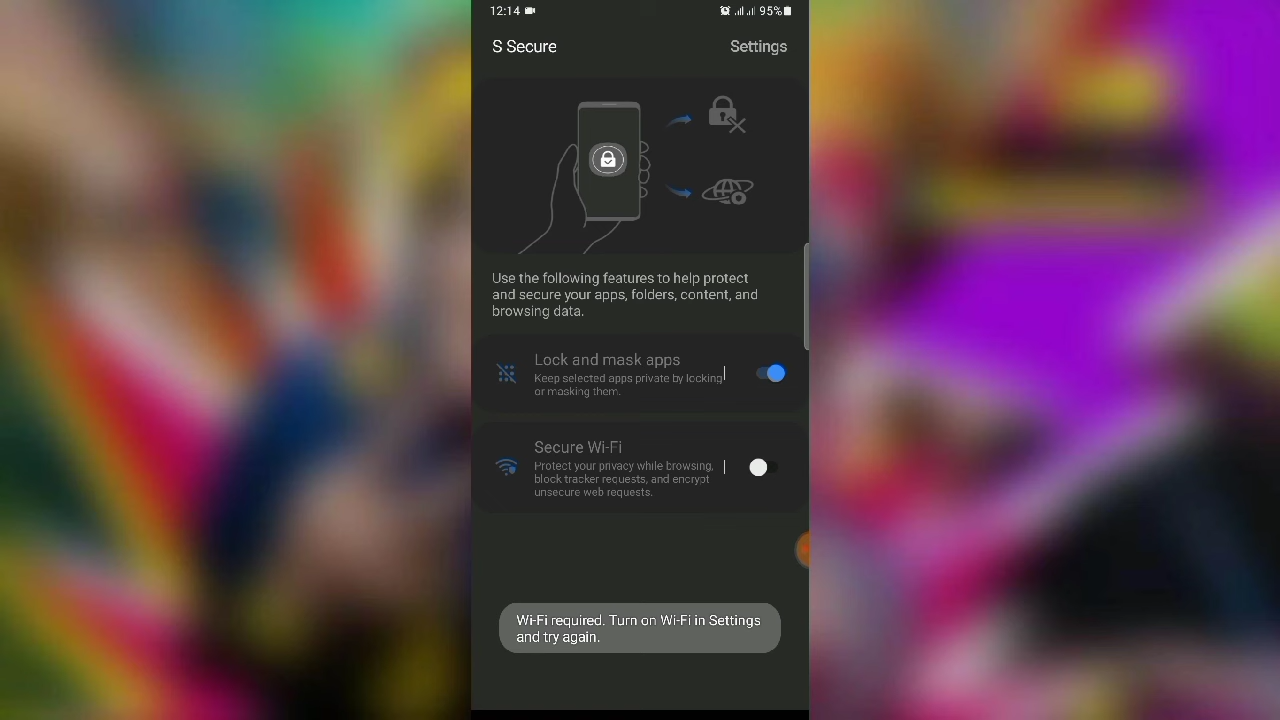 12:14 95%
S Secure Settings
Use the following features to help protect
and secure your apps, folders, content, and
browsing data.
Lock and mask apps
Keep selected apps private by locking
or masking them.
Secure Wi-Fi
Protect your privacy while browsing,
block tracker requests, and encrypt
unsecure web requests.
Wi-Fi required. Turn on Wi-Fi in Settings
and try again.